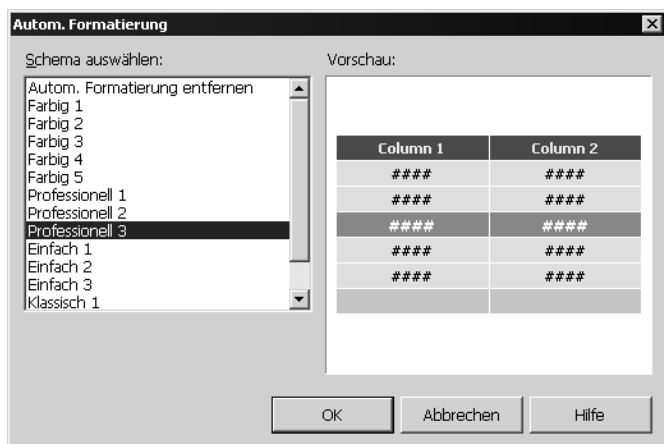 Autom. Formatierung
Schema auswählen:
Autom. Formatierung entfernen
Farbig 1
Farbig 2
Farbig 3
Farbig 4
Farbig 5
Professionell 1
Professionell 2
Professionell 3
Einfach 1
Einfach 2
Einfach 3
Klassisch 1
Vorschau:
Column 1 Column 2
#### ####
#### ####
#### ####
#### ####
#### ####
OK Abbrechen Hilfe